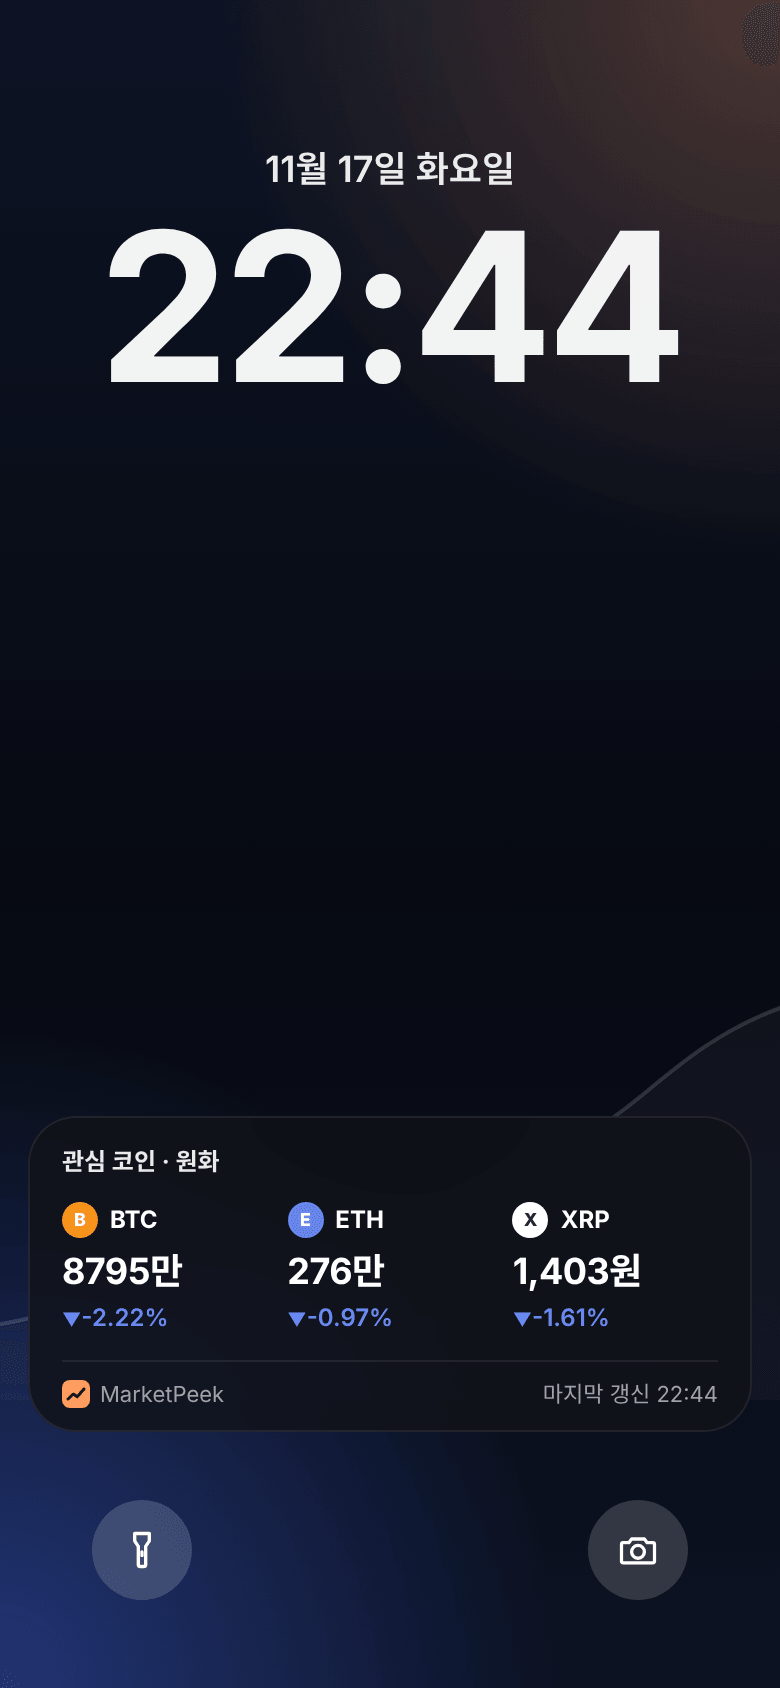 11월 17일 화요일
22:44
관심 코인 · 원화
B BTC E ETH X XRP
8795만 276만 1,403원
▼-2.22% ▼-0.97% ▼-1.61%
MarketPeek 마지막 갱신 22:44